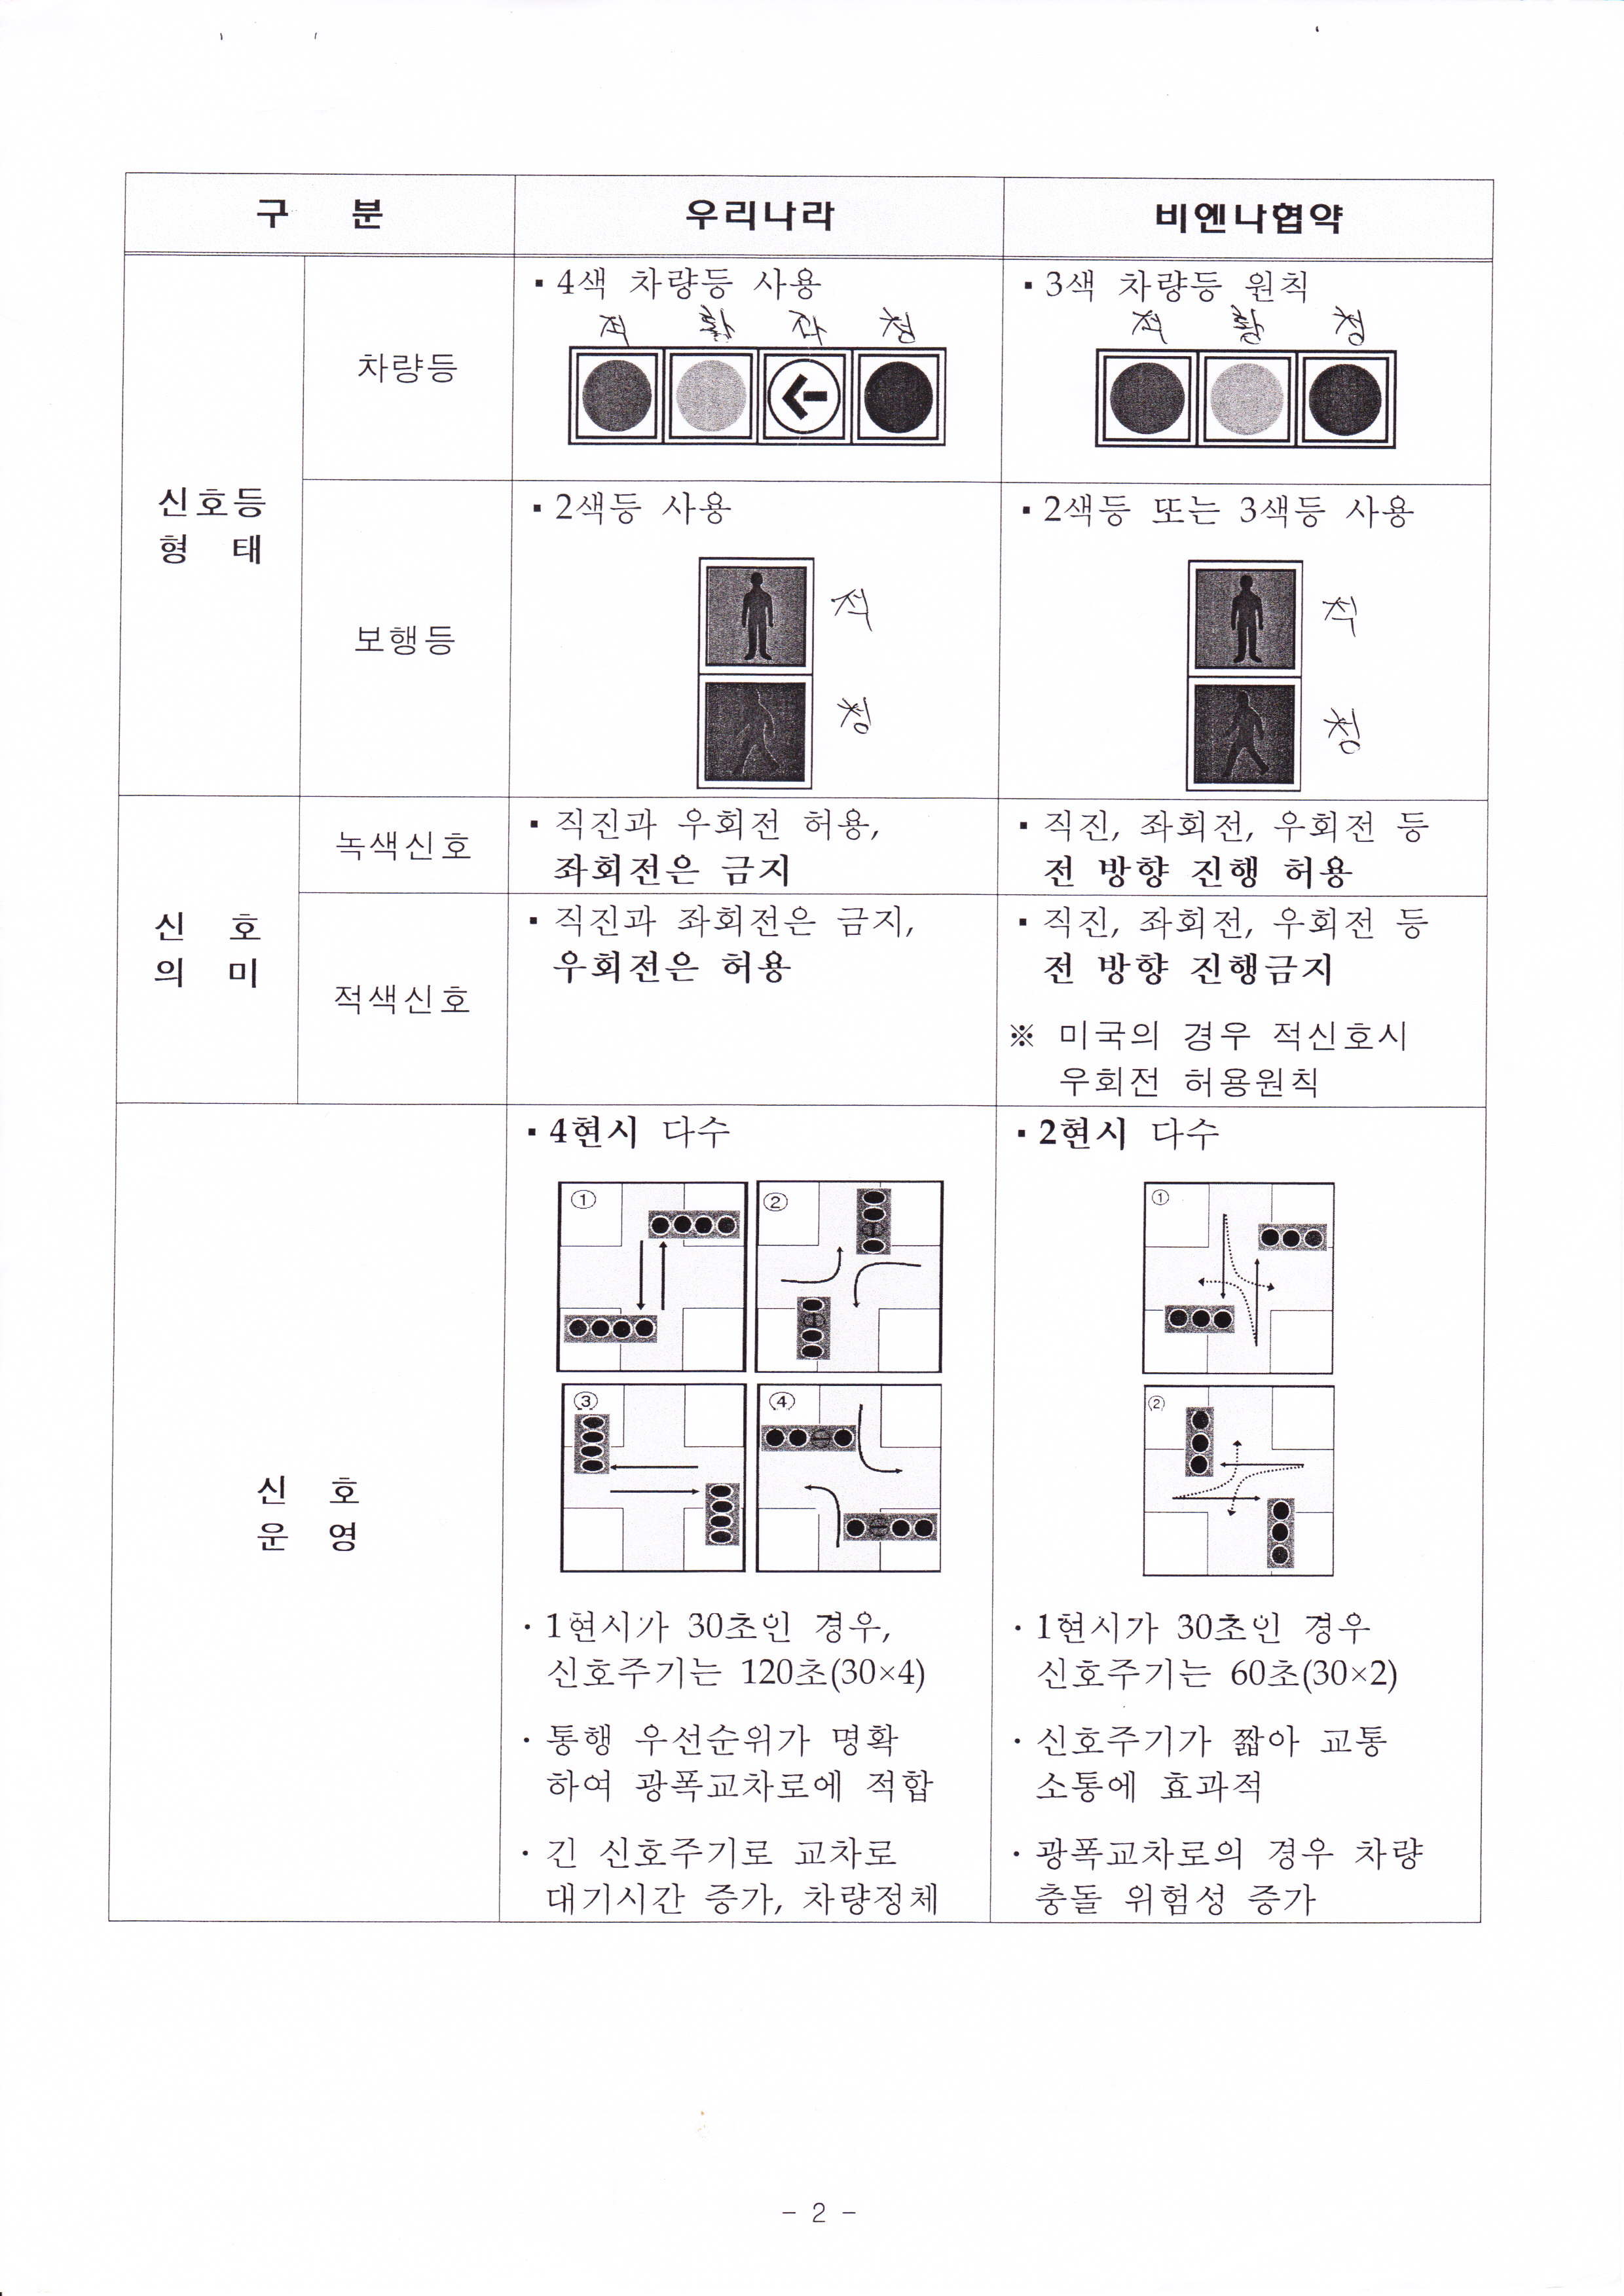 구 분 우리나라 비엔나협약
신호등
형 태
차량등
▪ 4색 차량등 사용
적 황 좌 청
▪ 3색 차량등 원칙
적 황 청
보행등
▪ 2색등 사용
적
청
▪ 2색등 또는 3색등 사용
적
청
신 호
의 미
녹색신호
▪ 직진과 우회전 허용,
좌회전은 금지
▪ 직진, 좌회전, 우회전 등
전 방향 진행 허용
적색신호
▪ 직진과 좌회전은 금지,
우회전은 허용
▪ 직진, 좌회전, 우회전 등
전 방향 진행금지
※ 미국의 경우 적신호시
우회전 허용원칙
신 호
운 영
▪ 4현시 다수
① ②
③ ④
· 1현시가 30초인 경우,
신호주기는 120초(30×4)
· 통행 우선순위가 명확
하여 광폭교차로에 적합
· 긴 신호주기로 교차로
대기시간 증가, 차량정체
▪ 2현시 다수
①
②
· 1현시가 30초인 경우
신호주기는 60초(30×2)
· 신호주기가 짧아 교통
소통에 효과적
· 광폭교차로의 경우 차량
충돌 위험성 증가
- 2 -